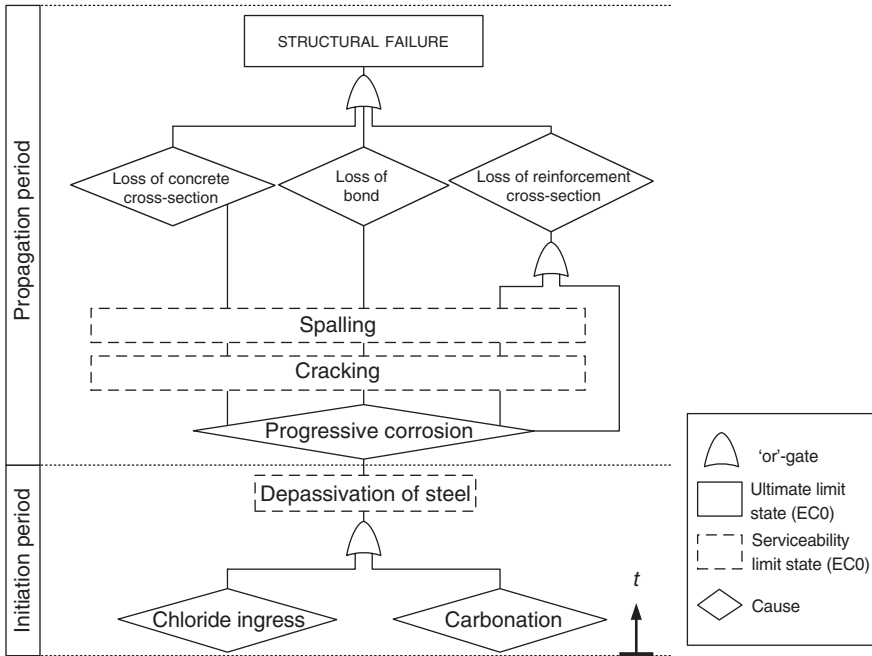 STRUCTURAL FAILURE
Propagation period
Loss of concrete
cross-section
Loss of
bond
Loss of reinforcement
cross-section
Spalling
Cracking
Progressive corrosion
Initiation period
Depassivation of steel
Chloride ingress
Carbonation
t
'or'-gate
Ultimate limit
state (EC0)
Serviceability
limit state (EC0)
Cause